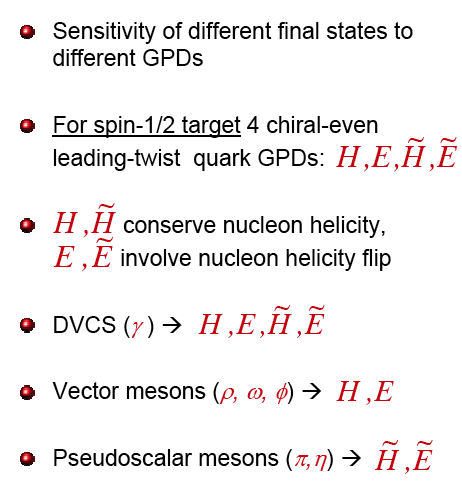 Sensitivity of different final states to
different GPDs
For spin-1/2 target 4 chiral-even
leading-twist quark GPDs: H , E , H̃ , Ẽ
H , H̃ conserve nucleon helicity,
E , Ẽ involve nucleon helicity flip
DVCS (γ ) → H , E , H̃ , Ẽ
Vector mesons (ρ, ω, ϕ) → H , E
Pseudoscalar mesons (π,η) → H̃ , Ẽ